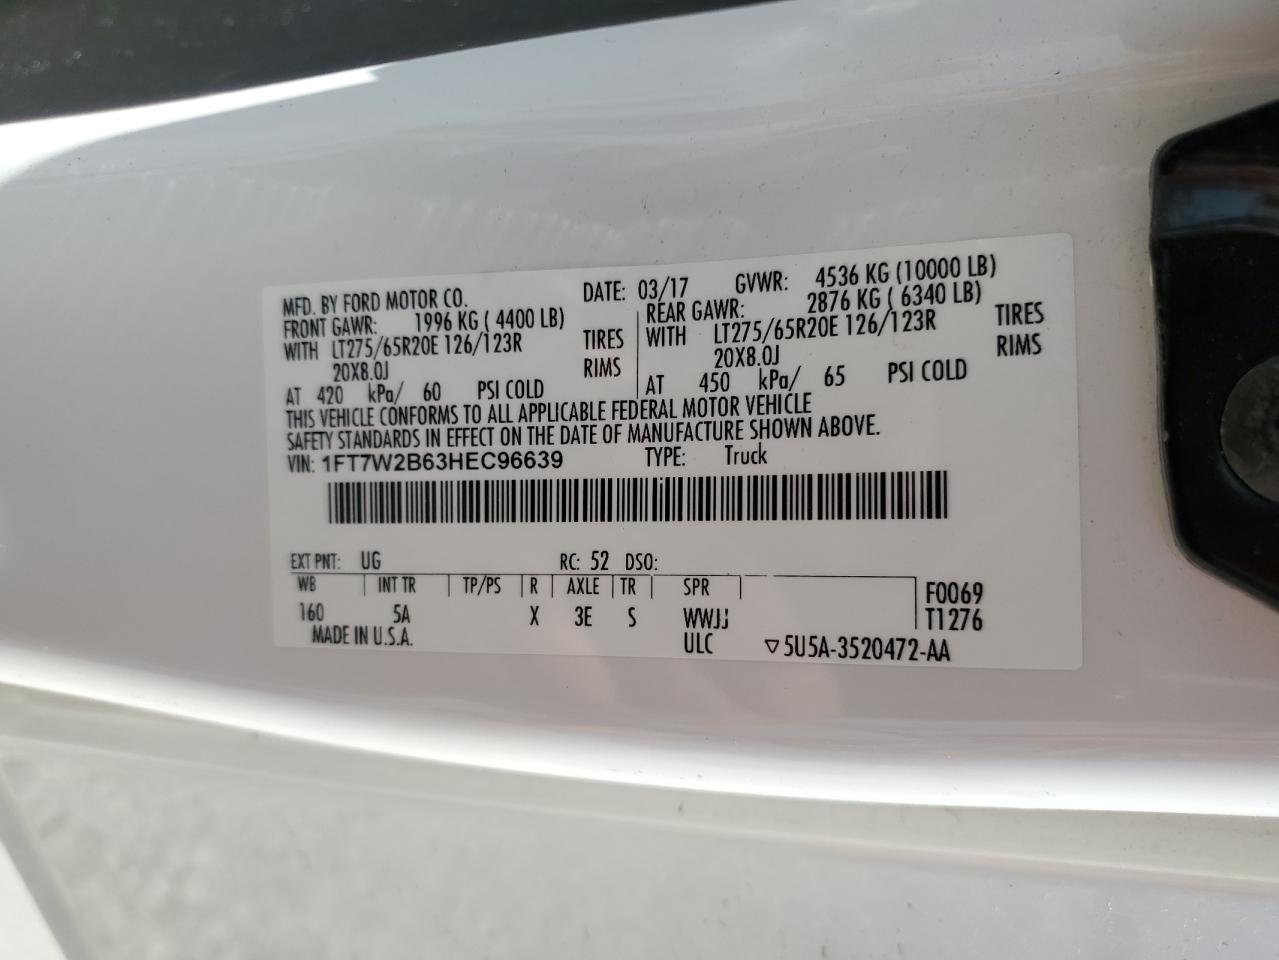 MFD. BY FORD MOTOR CO. DATE: 03/17 GVWR: 4536 KG (10000 LB)
FRONT GAWR: 1996 KG ( 4400 LB) REAR GAWR: 2876 KG ( 6340 LB)
WITH LT275/65R20E 126/123R TIRES WITH LT275/65R20E 126/123R TIRES
20X8.0J RIMS 20X8.0J RIMS
AT 420 kPa/ 60 PSI COLD AT 450 kPa/ 65 PSI COLD
THIS VEHICLE CONFORMS TO ALL APPLICABLE FEDERAL MOTOR VEHICLE
SAFETY STANDARDS IN EFFECT ON THE DATE OF MANUFACTURE SHOWN ABOVE.
VIN: 1FT7W2B63HEC96639 TYPE: Truck
EXT PNT: UG RC: 52 DSO:
WB INT TR TP/PS R AXLE TR SPR F0069
160 5A X 3E S WWJJ T1276
MADE IN U.S.A. ULC ▽5U5A-3520472-AA